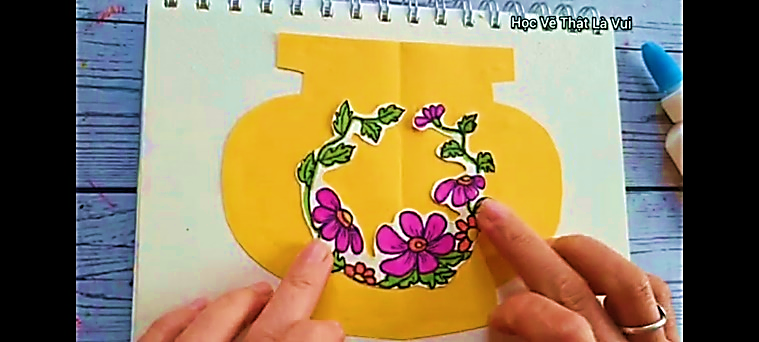 Học Vẽ Thật Là Vui